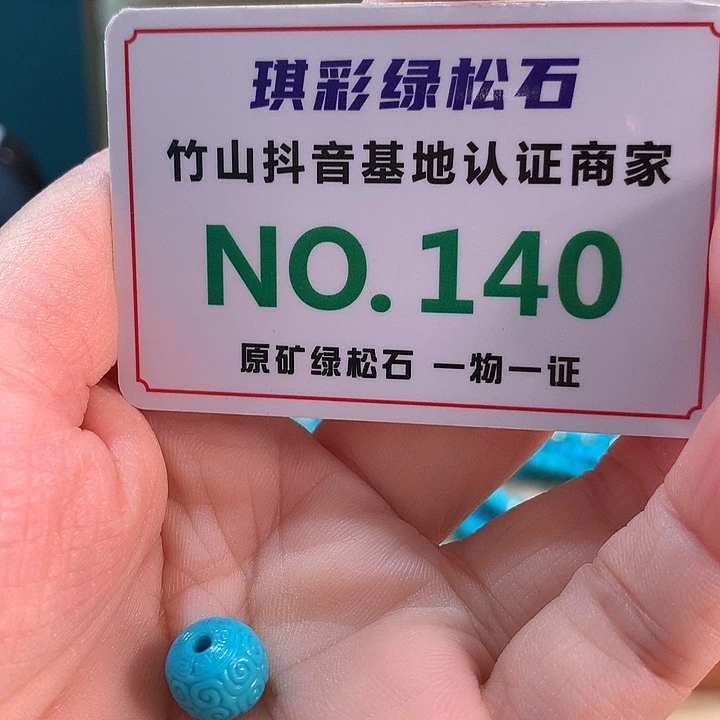 琪彩绿松石
竹山抖音基地认证商家
NO.140
原矿绿松石 一物一证